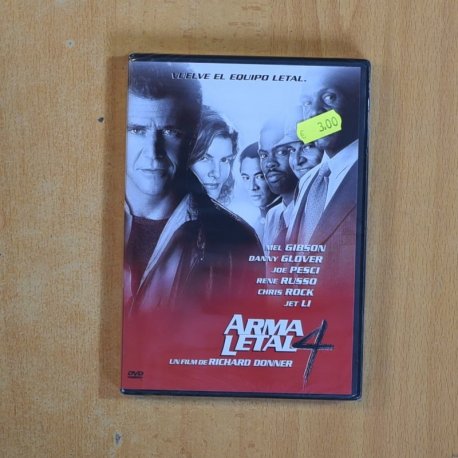 VUELVE EL EQUIPO LETAL.
€ 3,00
MEL GIBSON
DANNY GLOVER
JOE PESCI
RENE RUSSO
CHRIS ROCK
JET LI
ARMA
LETAL 4
UN FILM DE RICHARD DONNER
DVD